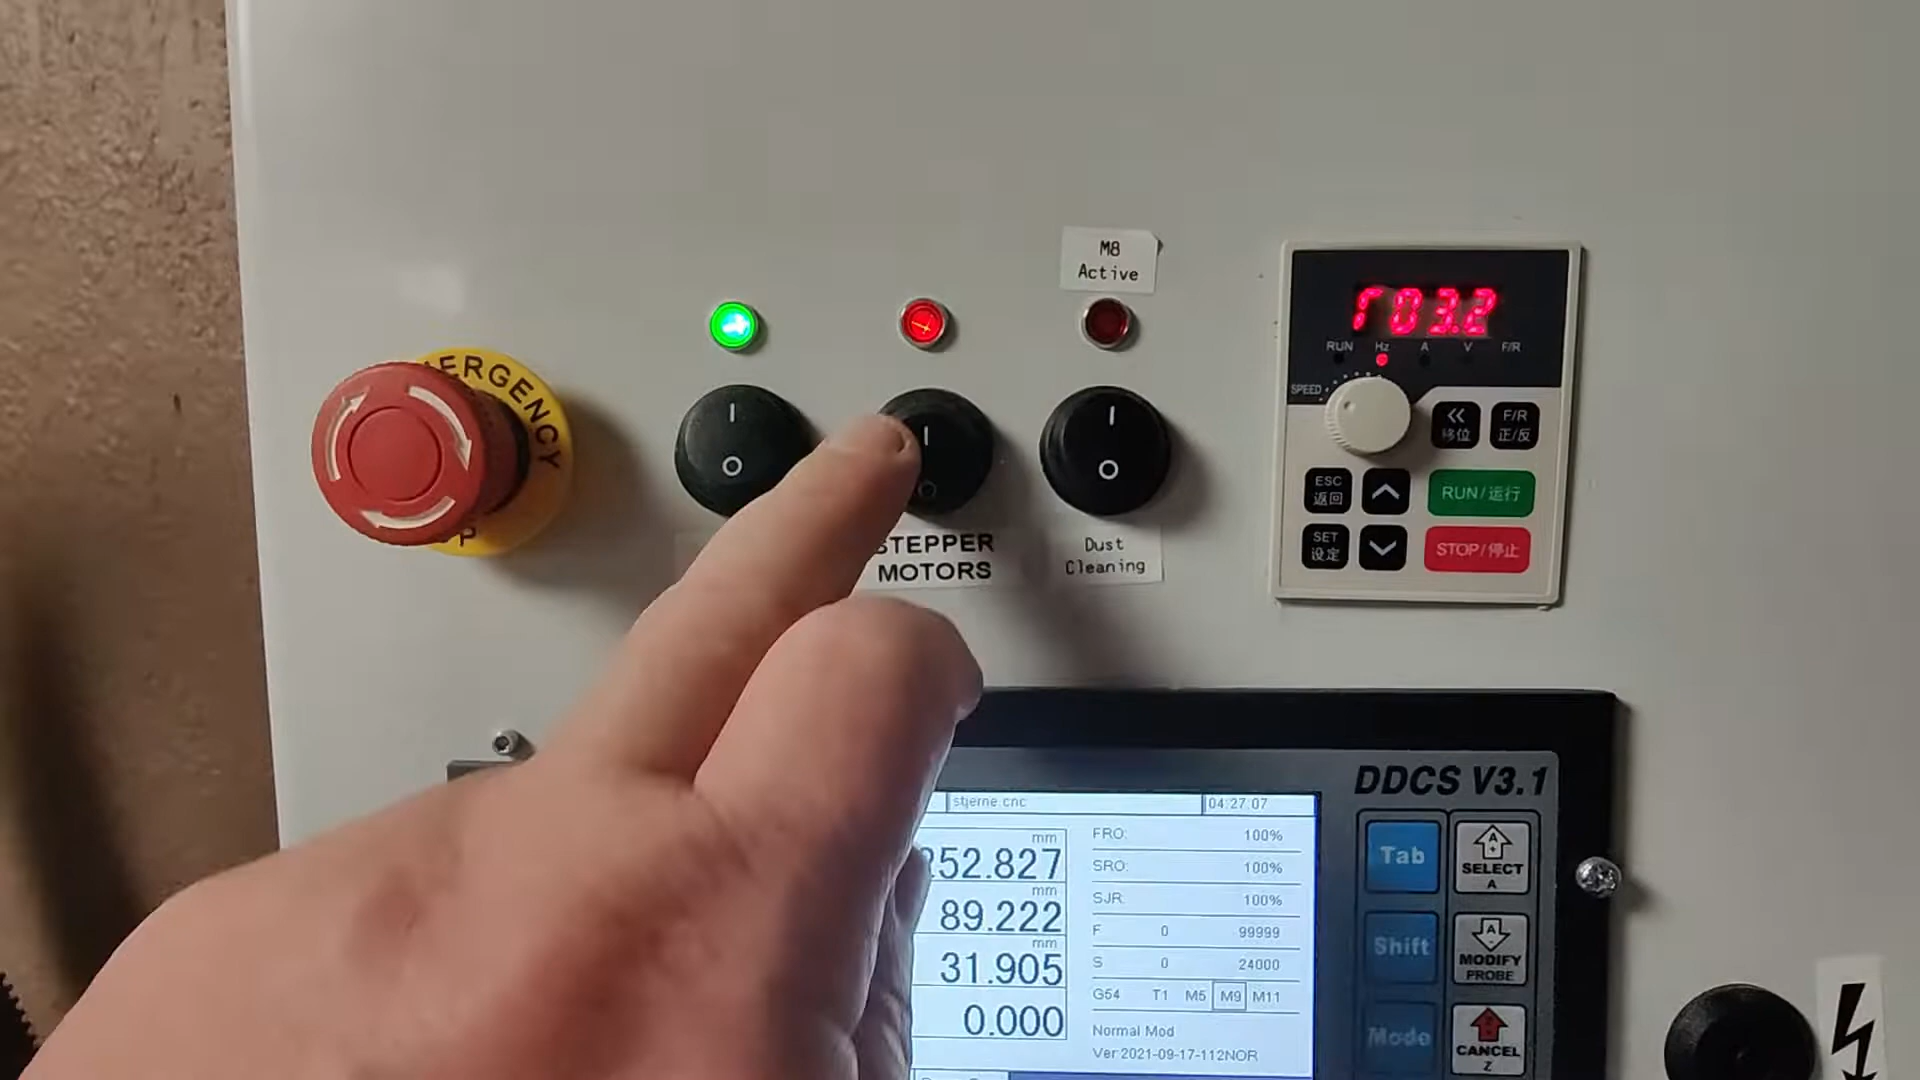 M8
Active
r03.2
RUN Hz A V F/R
SPEED
I
I
I
O
O
O
<<
移位
F/R
正/反
ESC
返回
RUN/运行
SET
设定
STOP/停止
STEPPER
MOTORS
Dust
Cleaning
DDCS V3.1
stjerne.cnc
04:27:07
mm
mm
89.222
mm
31.905
0.000
FRO: 100%
SRO: 100%
SJR: 100%
F 0 99999
S 0 24000
G54 T1 M5 M9 M11
Normal Mod
Ver:2021-09-17-112NOR
Tab
A
+
SELECT
A
Shift
A
-
MODIFY
PROBE
Mode
CANCEL
Z